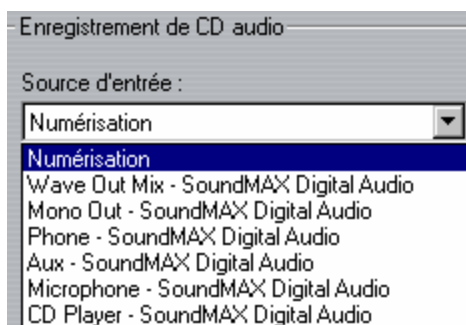 Enregistrement de CD audio
Source d'entrée :
Numérisation
Numérisation
Wave Out Mix - SoundMAX Digital Audio
Mono Out - SoundMAX Digital Audio
Phone - SoundMAX Digital Audio
Aux - SoundMAX Digital Audio
Microphone - SoundMAX Digital Audio
CD Player - SoundMAX Digital Audio